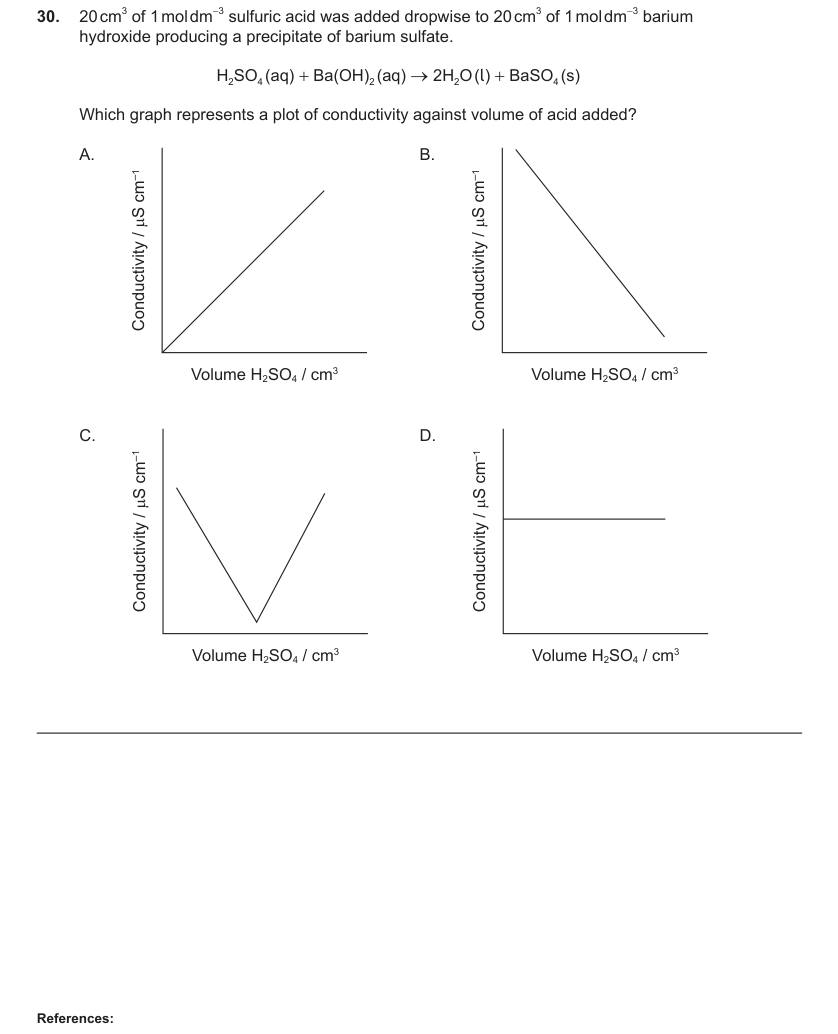 30. 20 cm³ of 1 mol dm⁻³ sulfuric acid was added dropwise to 20 cm³ of 1 mol dm⁻³ barium
hydroxide producing a precipitate of barium sulfate.
H₂SO₄ (aq) + Ba(OH)₂ (aq) → 2H₂O (l) + BaSO₄ (s)
Which graph represents a plot of conductivity against volume of acid added?
A.
Conductivity / μS cm⁻¹
Volume H₂SO₄ / cm³
B.
Conductivity / μS cm⁻¹
Volume H₂SO₄ / cm³
C.
Conductivity / μS cm⁻¹
Volume H₂SO₄ / cm³
D.
Conductivity / μS cm⁻¹
Volume H₂SO₄ / cm³
References: